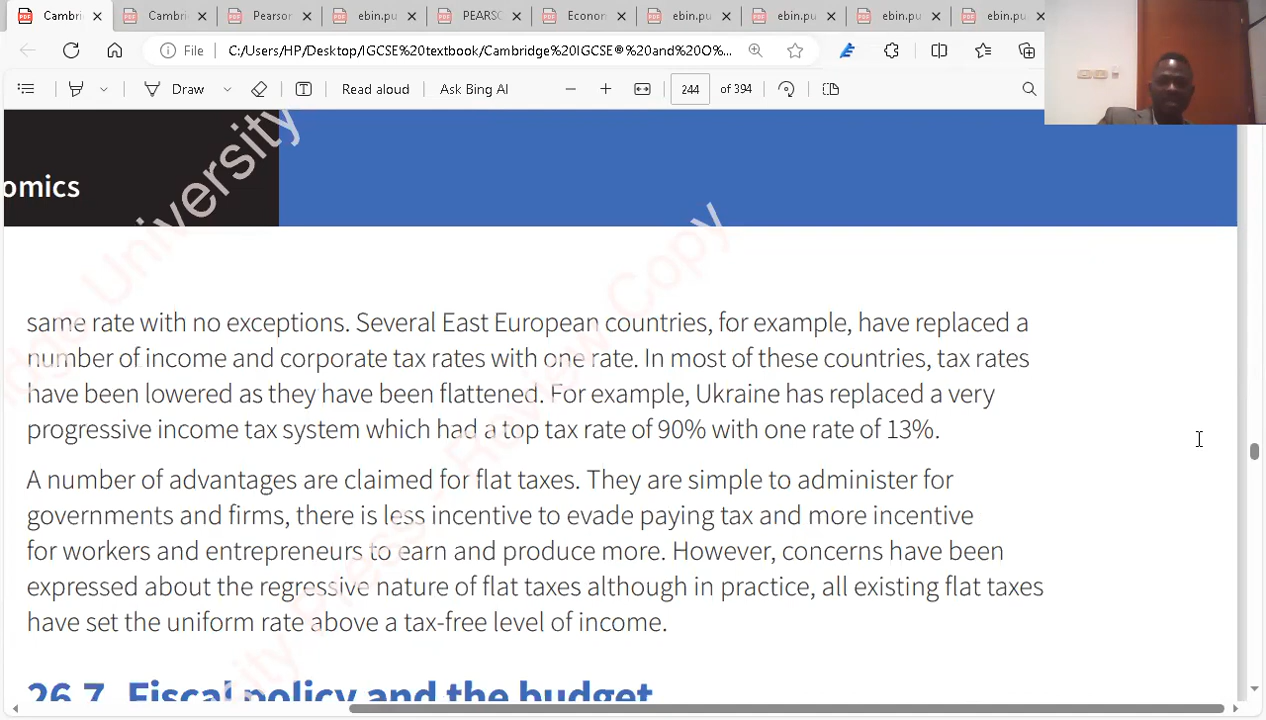 Cambri
Cambri
Pearsor
ebin.pu
PEARSC
Econom
ebin.pu
ebin.pu
ebin.pu
ebin.pu
File
C:/Users/HP/Desktop/IGCSE%20textbook/Cambridge%20IGCSE®%20and%20O%...
Draw
Read aloud
Ask Bing AI
244
of 394
omics
University
Copy
same rate with no exceptions. Several East European countries, for example, have replaced a
number of income and corporate tax rates with one rate. In most of these countries, tax rates
have been lowered as they have been flattened. For example, Ukraine has replaced a very
progressive income tax system which had a top tax rate of 90% with one rate of 13%.
A number of advantages are claimed for flat taxes. They are simple to administer for
governments and firms, there is less incentive to evade paying tax and more incentive
for workers and entrepreneurs to earn and produce more. However, concerns have been
expressed about the regressive nature of flat taxes although in practice, all existing flat taxes
have set the uniform rate above a tax-free level of income.
26.7 Fiscal policy and the budget